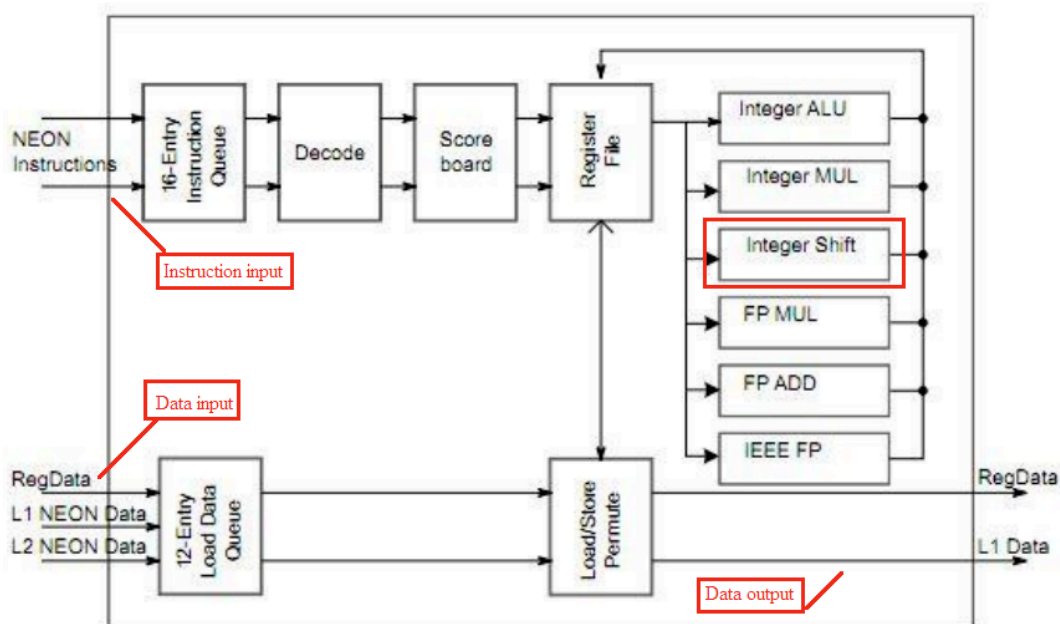 NEON
Instructions
16-Entry
Instruction
Queue
Decode
Score
board
Register
File
Integer ALU
Integer MUL
Integer Shift
FP MUL
FP ADD
IEEE FP
Instruction input
Data input
RegData
L1 NEON Data
L2 NEON Data
12-Entry
Load Data
Queue
Load/Store
Permute
RegData
L1 Data
Data output